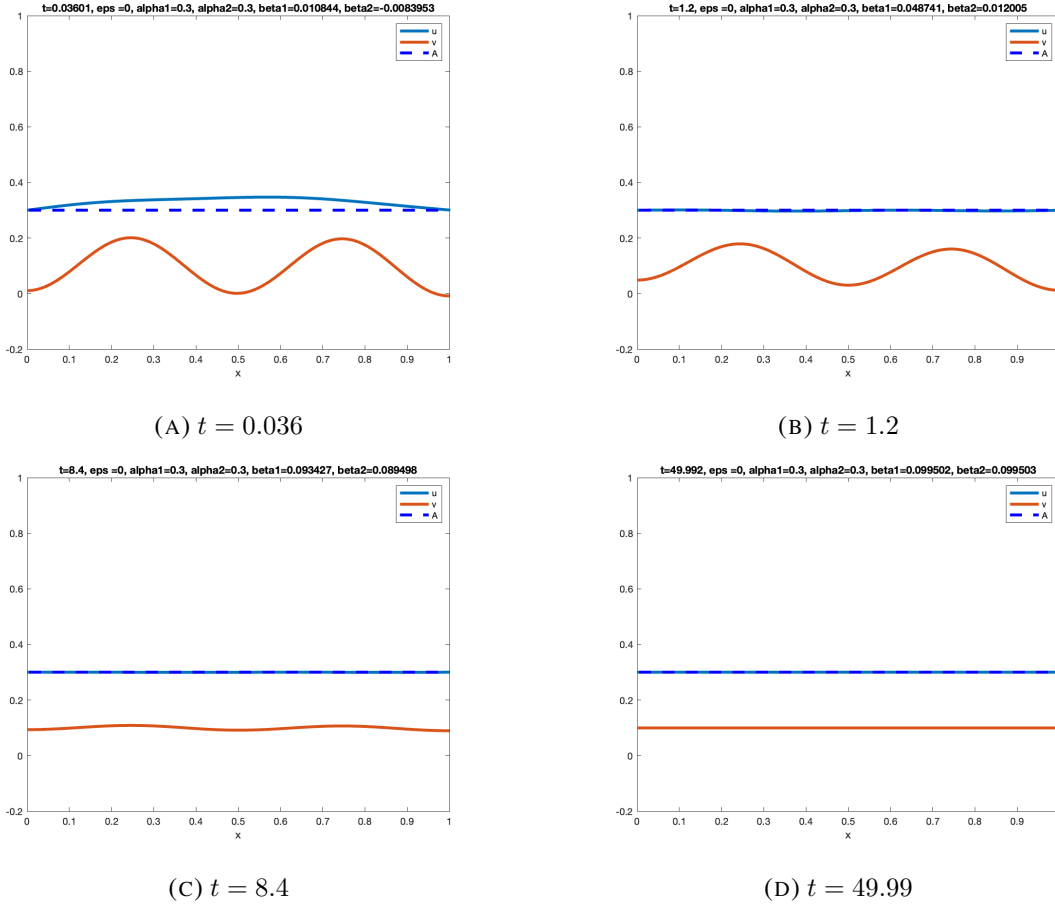 t=0.03601, eps =0, alpha1=0.3, alpha2=0.3, beta1=0.010844, beta2=-0.0083953
1
0.8
0.6
0.4
0.2
0
-0.2
0 0.1 0.2 0.3 0.4 0.5 0.6 0.7 0.8 0.9 1
x
u
v
A
(A) t = 0.036
t=1.2, eps =0, alpha1=0.3, alpha2=0.3, beta1=0.048741, beta2=0.012005
1
0.8
0.6
0.4
0.2
0
-0.2
0 0.1 0.2 0.3 0.4 0.5 0.6 0.7 0.8 0.9
x
u
v
A
(B) t = 1.2
t=8.4, eps =0, alpha1=0.3, alpha2=0.3, beta1=0.093427, beta2=0.089498
1
0.8
0.6
0.4
0.2
0
-0.2
0 0.1 0.2 0.3 0.4 0.5 0.6 0.7 0.8 0.9 1
x
u
v
A
(C) t = 8.4
t=49.992, eps =0, alpha1=0.3, alpha2=0.3, beta1=0.099502, beta2=0.099503
1
0.8
0.6
0.4
0.2
0
-0.2
0 0.1 0.2 0.3 0.4 0.5 0.6 0.7 0.8 0.9
x
u
v
A
(D) t = 49.99